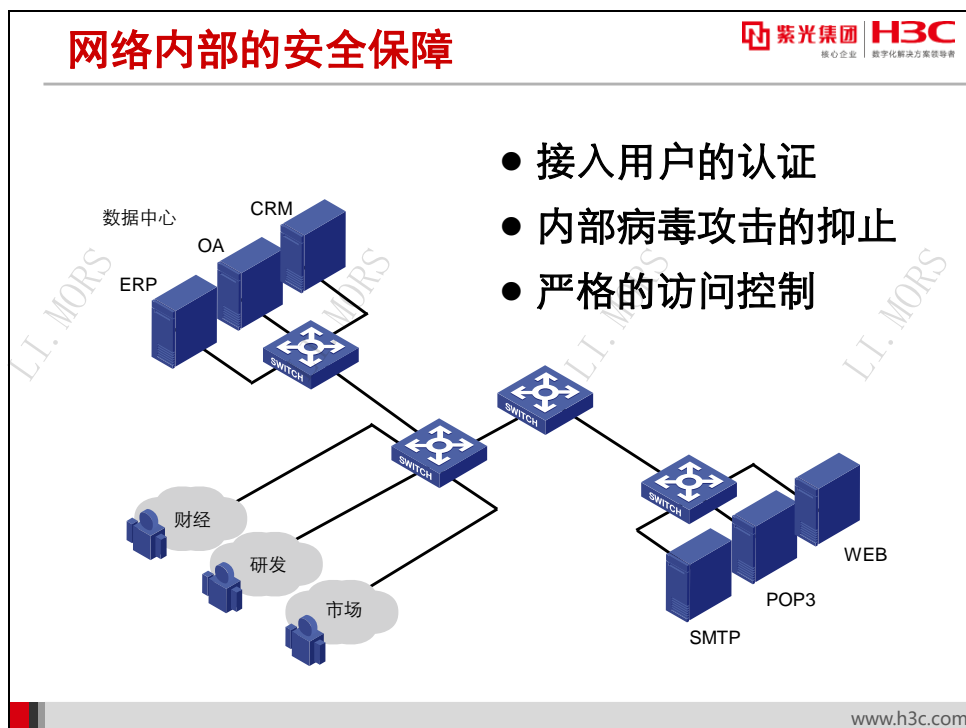 网络内部的安全保障
紫光集团
核心企业
H3C
数字化解决方案领导者
● 接入用户的认证
● 内部病毒攻击的抑止
● 严格的访问控制
数据中心
CRM
OA
ERP
SWITCH
SWITCH
SWITCH
SWITCH
财经
研发
市场
WEB
POP3
SMTP
LI.MORS
LI.MORS
LI.MORS
LI.MORS
www.h3c.com